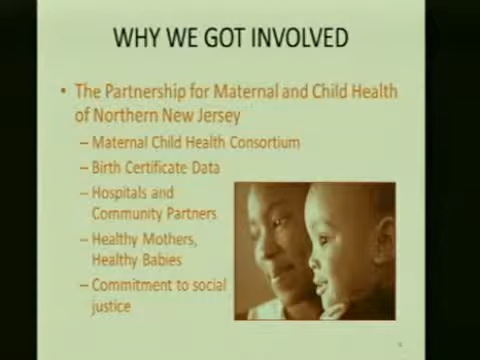 WHY WE GOT INVOLVED
• The Partnership for Maternal and Child Health
of Northern New Jersey
– Maternal Child Health Consortium
– Birth Certificate Data
– Hospitals and
Community Partners
– Healthy Mothers,
Healthy Babies
– Commitment to social
justice